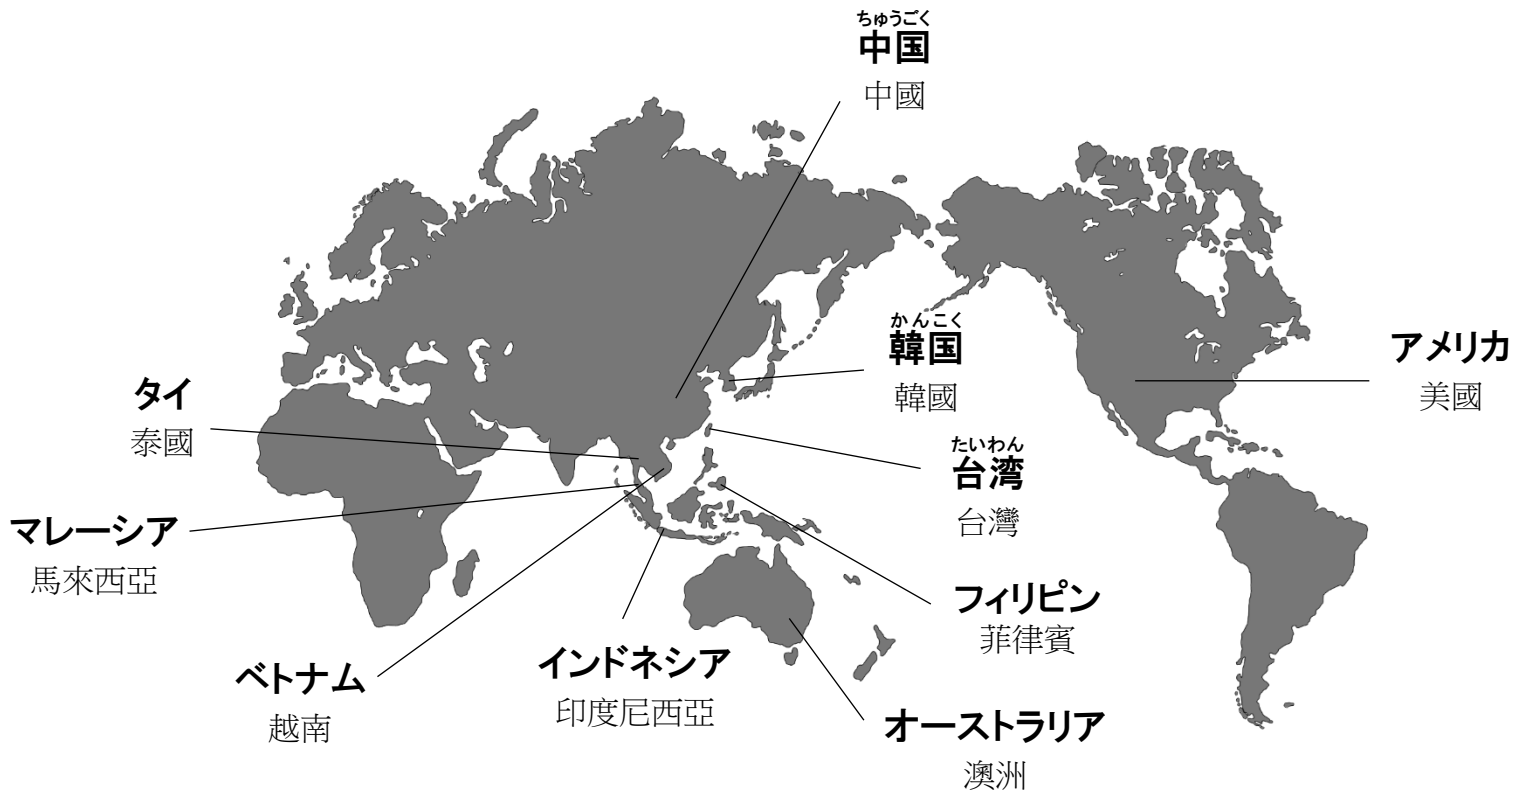 ちゅうごく
中国
中國
かんこく
韓国
韓國
アメリカ
美國
タイ
泰國
たいわん
台湾
台灣
マレーシア
馬來西亞
フィリピン
菲律賓
ベトナム
越南
インドネシア
印度尼西亞
オーストラリア
澳洲